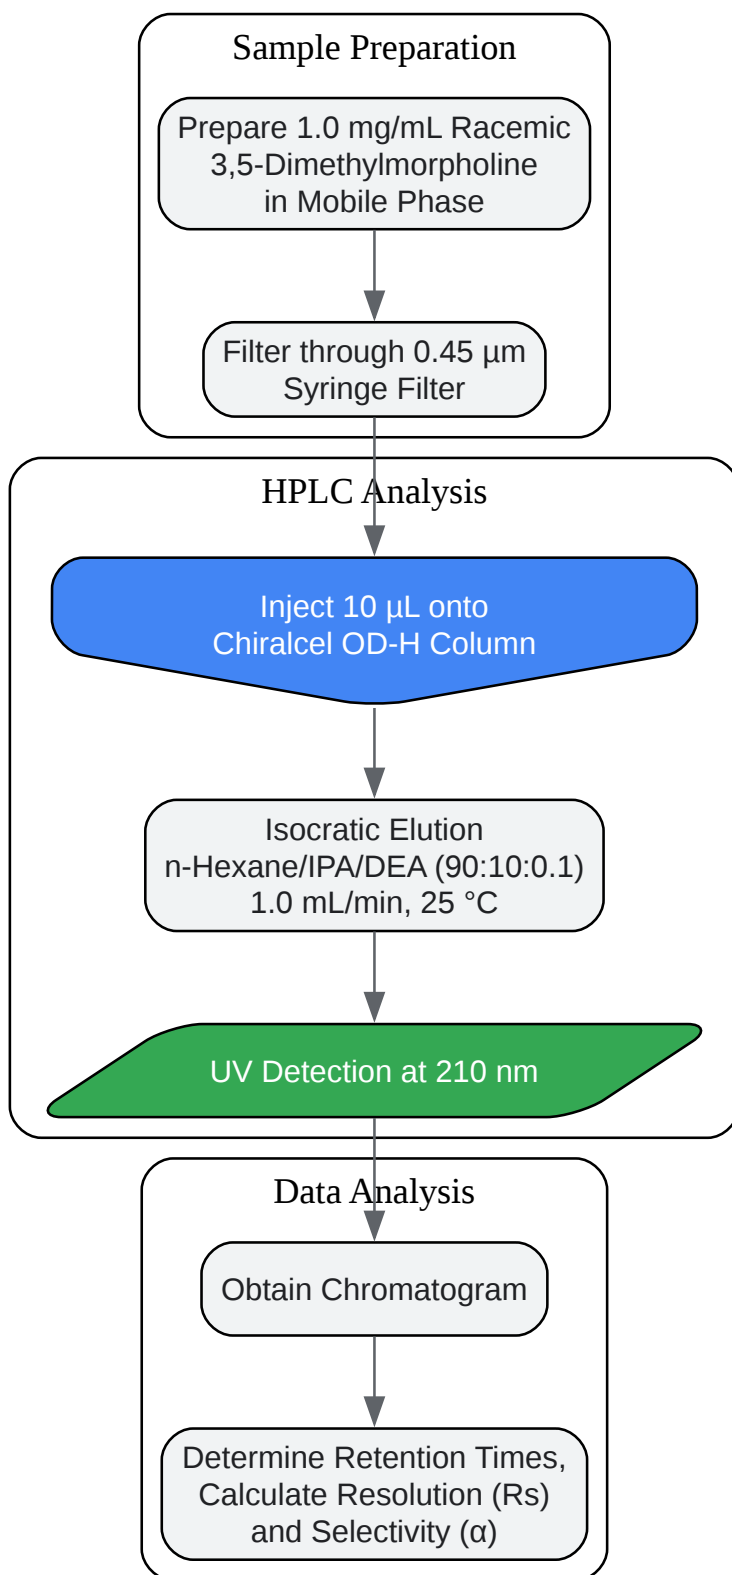 Sample Preparation
Prepare 1.0 mg/mL Racemic
3,5-Dimethylmorpholine
in Mobile Phase
Filter through 0.45 µm
Syringe Filter
HPLC Analysis
Inject 10 µL onto
Chiralcel OD-H Column
Isocratic Elution
n-Hexane/IPA/DEA (90:10:0.1)
1.0 mL/min, 25 °C
UV Detection at 210 nm
Data Analysis
Obtain Chromatogram
Determine Retention Times,
Calculate Resolution (Rs)
and Selectivity (α)